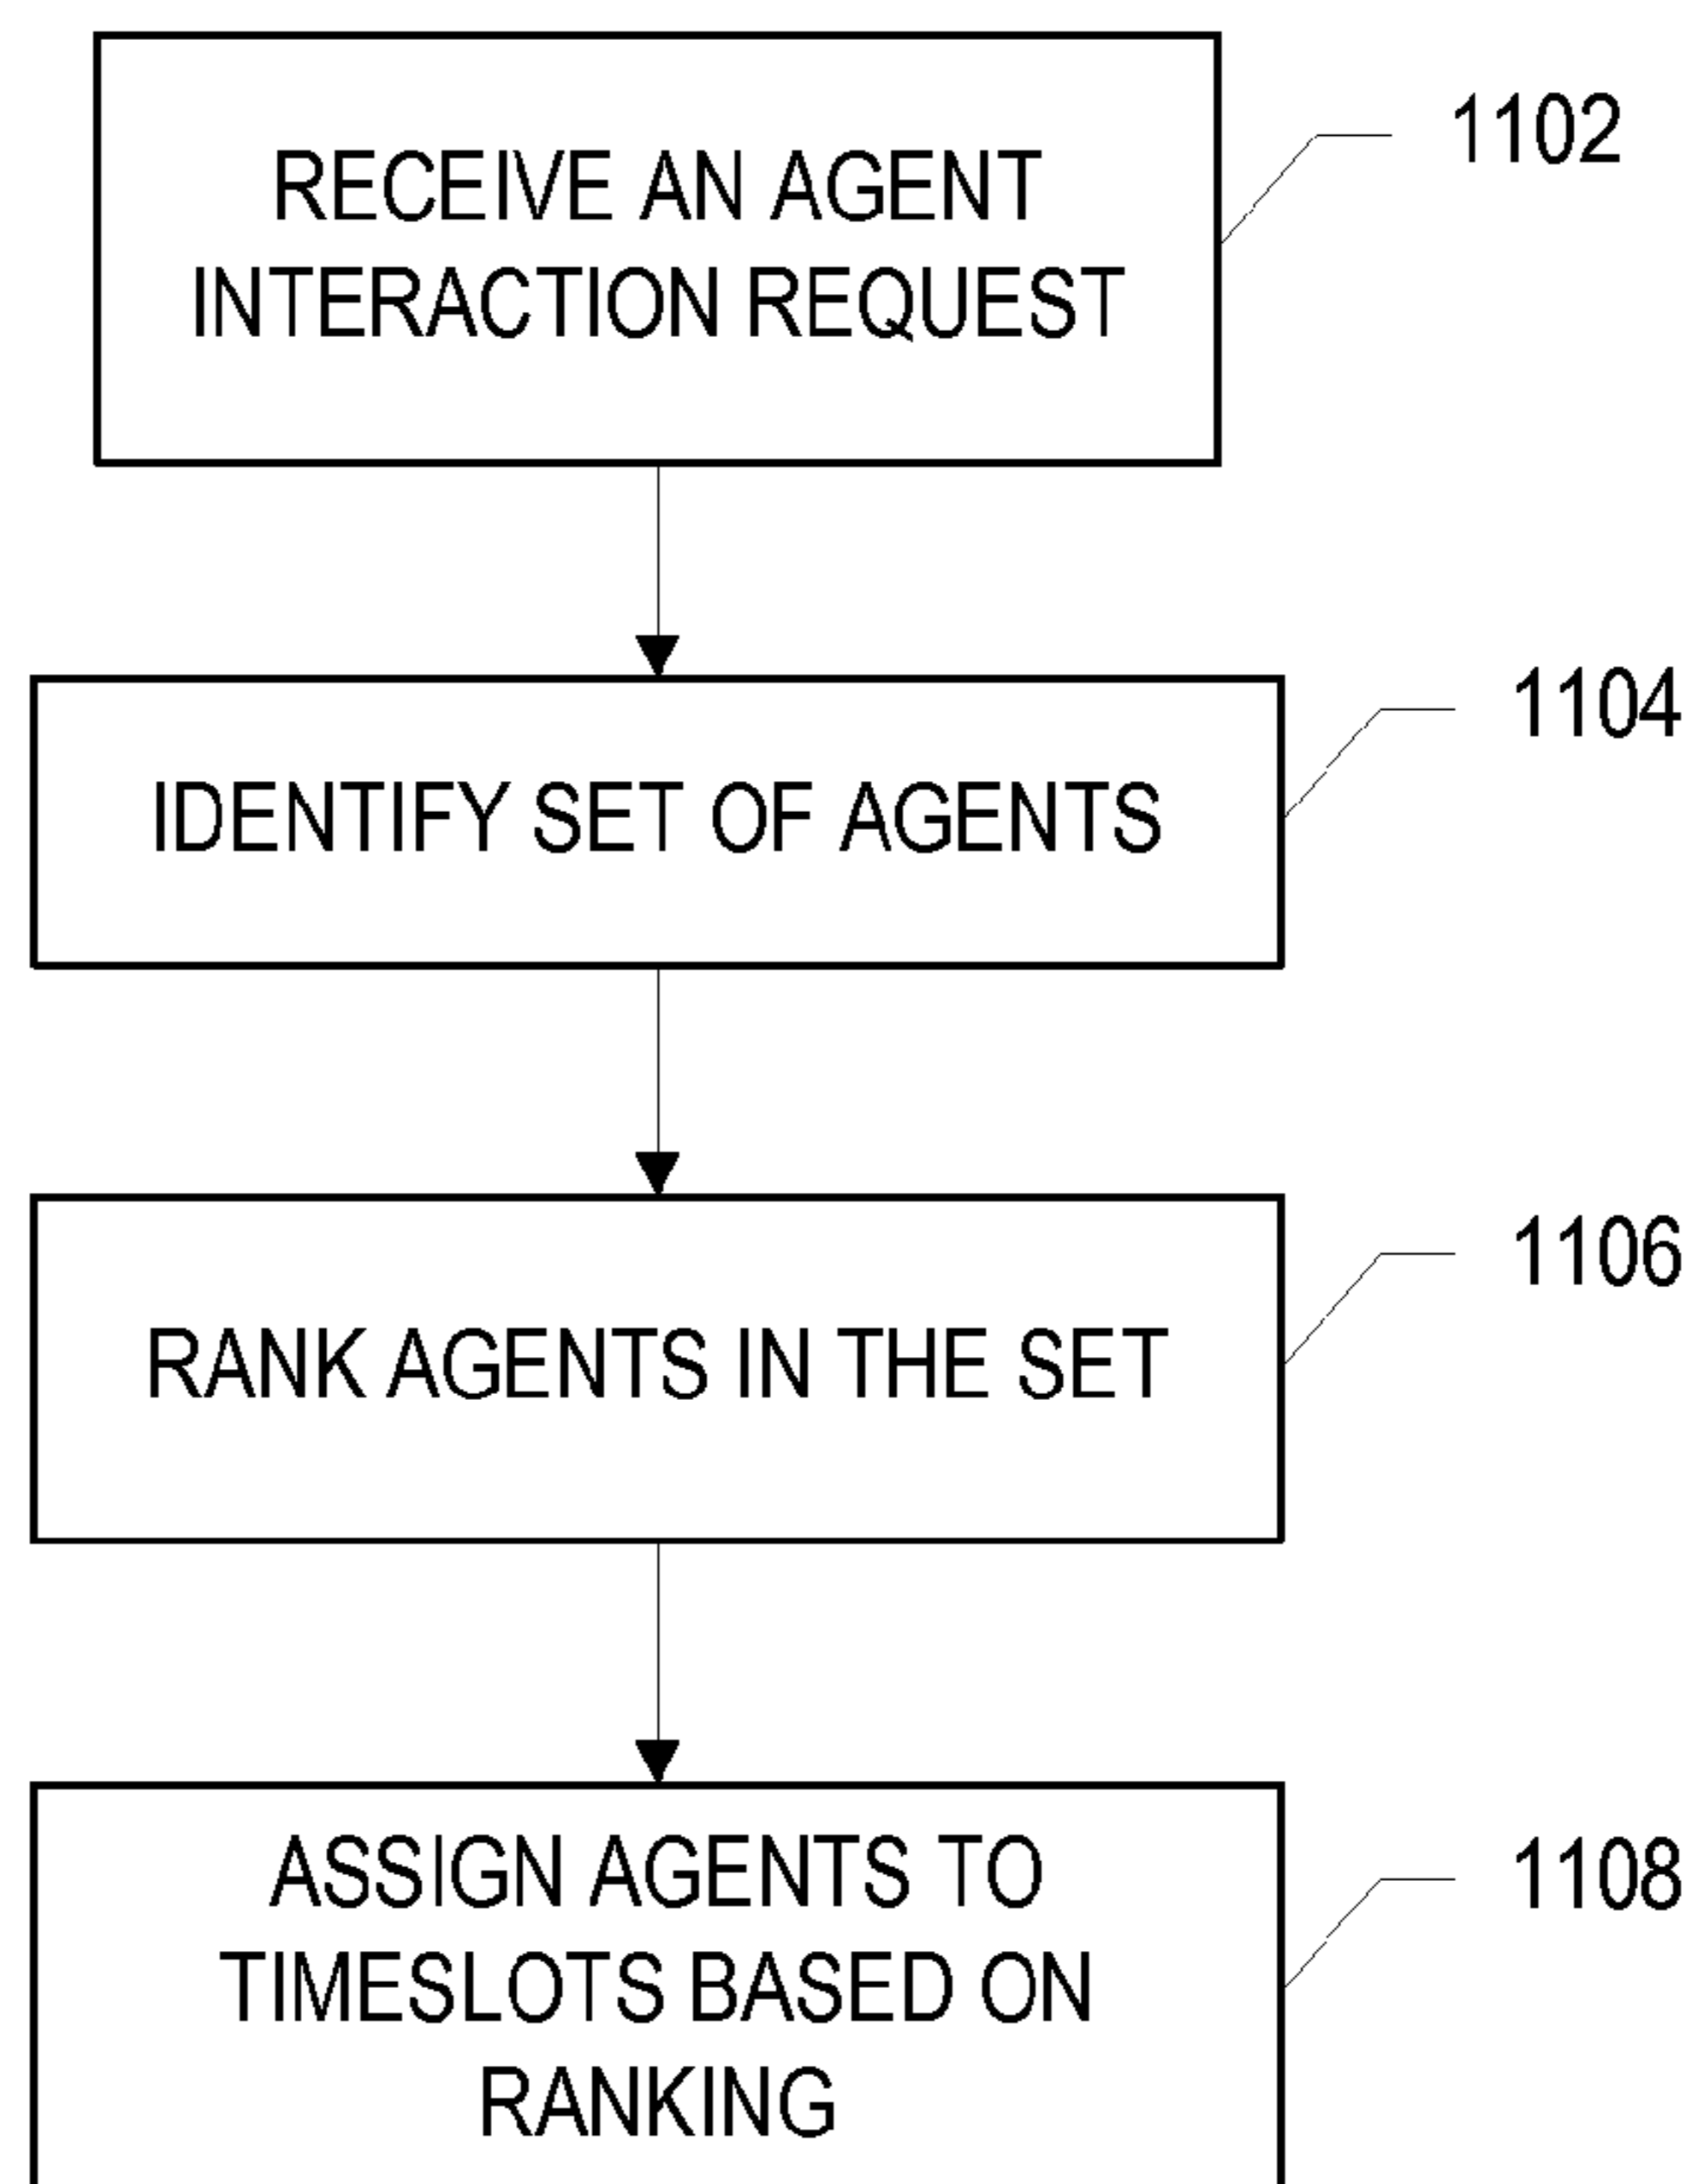 RECEIVE AN AGENT
INTERACTION REQUEST
1102
IDENTIFY SET OF AGENTS
1104
RANK AGENTS IN THE SET
1106
ASSIGN AGENTS TO
TIMESLOTS BASED ON
RANKING
1108